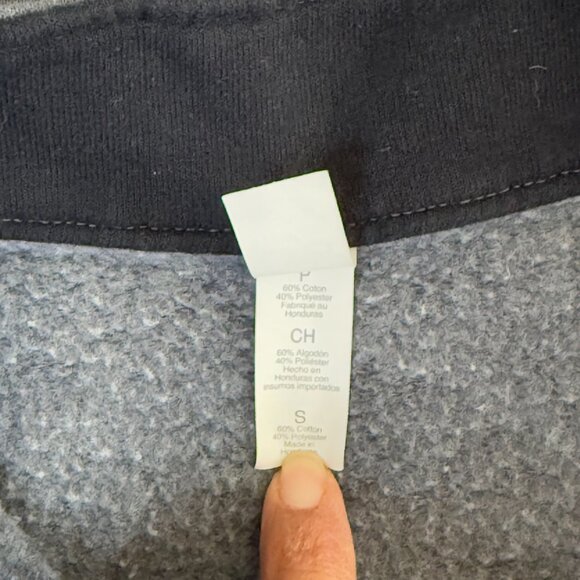 P
60% Coton
40% Polyester
Fabriqué au
Honduras
CH
60% Algodón
40% Poliéster
Hecho en
Honduras con
insumos importados
S
60% Cotton
40% Polyester
Made in